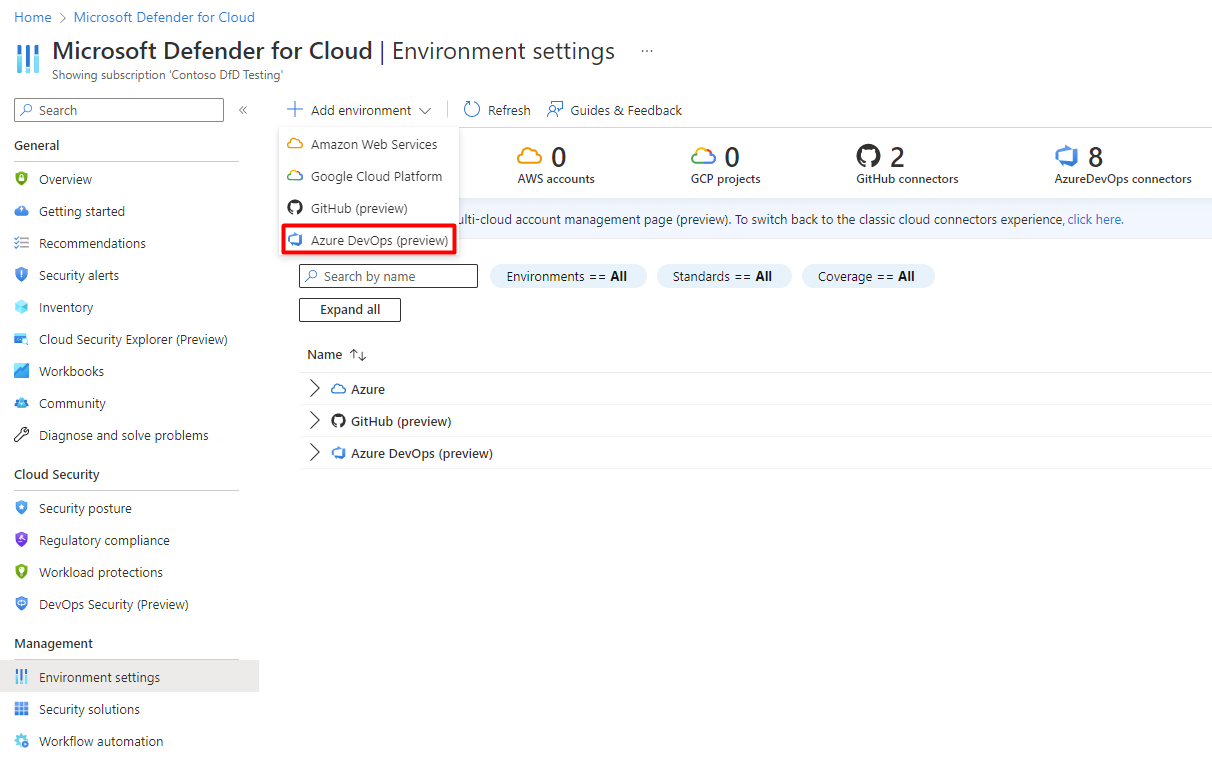 Home > Microsoft Defender for Cloud
Microsoft Defender for Cloud | Environment settings ...
Showing subscription 'Contoso DfD Testing'
Search «
General
Overview
Getting started
Recommendations
Security alerts
Inventory
Cloud Security Explorer (Preview)
Workbooks
Community
Diagnose and solve problems
Cloud Security
Security posture
Regulatory compliance
Workload protections
DevOps Security (Preview)
Management
Environment settings
Security solutions
Workflow automation
Add environment Refresh Guides & Feedback
Amazon Web Services
Google Cloud Platform
GitHub (preview)
Azure DevOps (preview)
0
AWS accounts
0
GCP projects
2
GitHub connectors
8
AzureDevOps connectors
account management page (preview). To switch back to the classic cloud connectors experience, click here.
Search by name Environments == All Standards == All Coverage == All
Expand all
Name ↑↓
Azure
GitHub (preview)
Azure DevOps (preview)